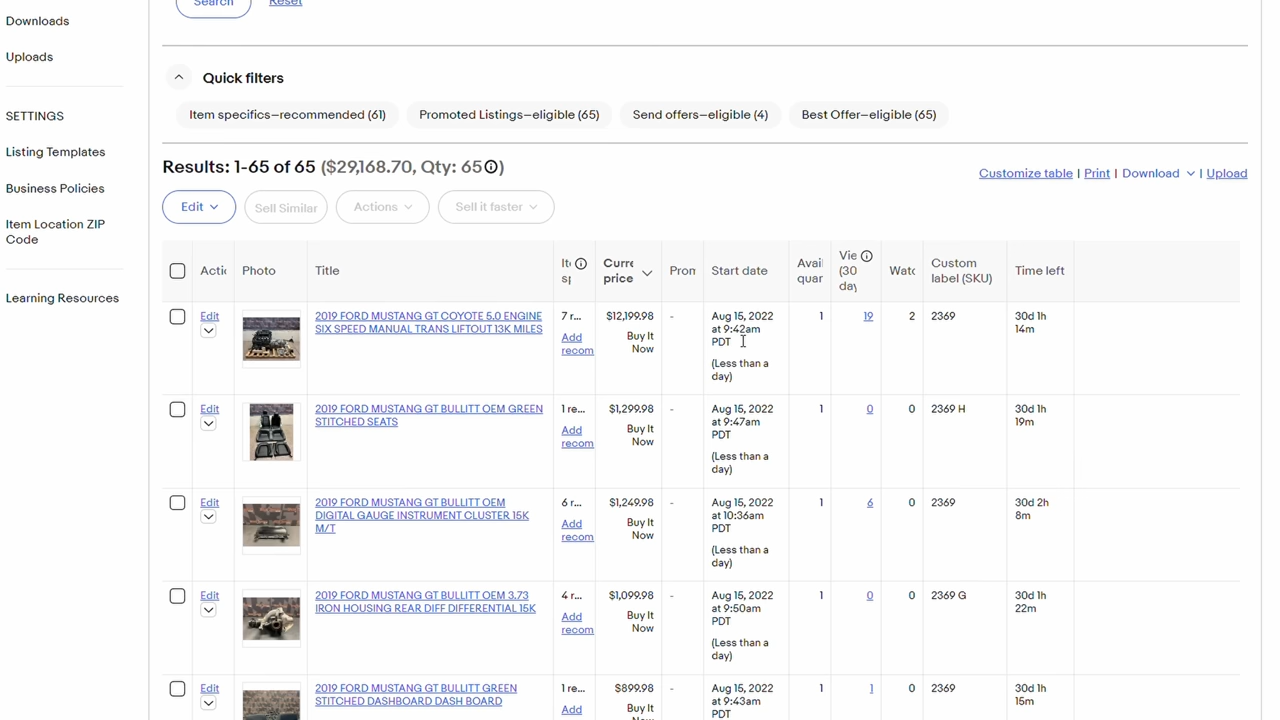 Downloads
Uploads
SETTINGS
Listing Templates
Business Policies
Item Location ZIP
Code
Learning Resources
Search
Reset
Quick filters
Item specifics—recommended (61)
Promoted Listings—eligible (65)
Send offers—eligible (4)
Best Offer—eligible (65)
Results: 1-65 of 65 ($29,168.70, Qty: 65)
Customize table | Print | Download | Upload
Edit
Sell Similar
Actions
Sell it faster
Acti
Photo
Title
Ite
sp
Curre
price
Prom
Start date
Avail
quan
Vie
(30
day
Watc
Custom
label (SKU)
Time left
Edit
2019 FORD MUSTANG GT COYOTE 5.0 ENGINE
SIX SPEED MANUAL TRANS LIFTOUT 13K MILES
7 r...
Add
recom
$12,199.98
Buy It
Now
-
Aug 15, 2022
at 9:42am
PDT
(Less than a
day)
1
19
2
2369
30d 1h
14m
Edit
2019 FORD MUSTANG GT BULLITT OEM GREEN
STITCHED SEATS
1 re...
Add
recom
$1,299.98
Buy It
Now
-
Aug 15, 2022
at 9:47am
PDT
(Less than a
day)
1
0
0
2369 H
30d 1h
19m
Edit
2019 FORD MUSTANG GT BULLITT OEM
DIGITAL GAUGE INSTRUMENT CLUSTER 15K
M/T
6 r...
Add
recom
$1,249.98
Buy It
Now
-
Aug 15, 2022
at 10:36am
PDT
(Less than a
day)
1
6
0
2369
30d 2h
8m
Edit
2019 FORD MUSTANG GT BULLITT OEM 3.73
IRON HOUSING REAR DIFF DIFFERENTIAL 15K
4 r...
Add
recom
$1,099.98
Buy It
Now
-
Aug 15, 2022
at 9:50am
PDT
(Less than a
day)
1
0
0
2369 G
30d 1h
22m
Edit
2019 FORD MUSTANG GT BULLITT GREEN
STITCHED DASHBOARD DASH BOARD
1 re...
Add
$899.98
Buy It
Now
-
Aug 15, 2022
at 9:43am
PDT
1
1
0
2369
30d 1h
15m